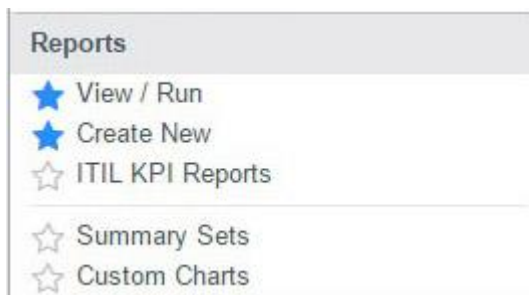 Reports
View / Run
Create New
ITIL KPI Reports
Summary Sets
Custom Charts